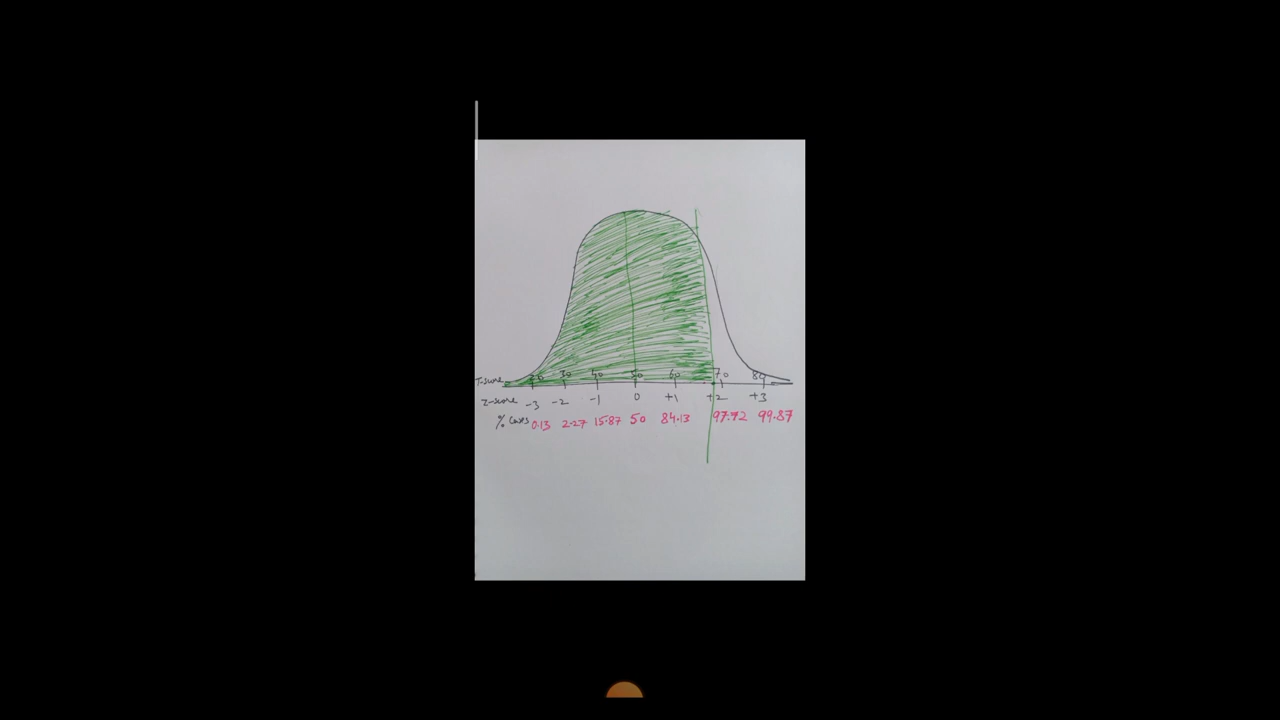 T-score 20 30 40 50 60 70 80
Z-score -3 -2 -1 0 +1 +2 +3
% Cases 0.13 2.27 15.87 50 84.13 97.72 99.87